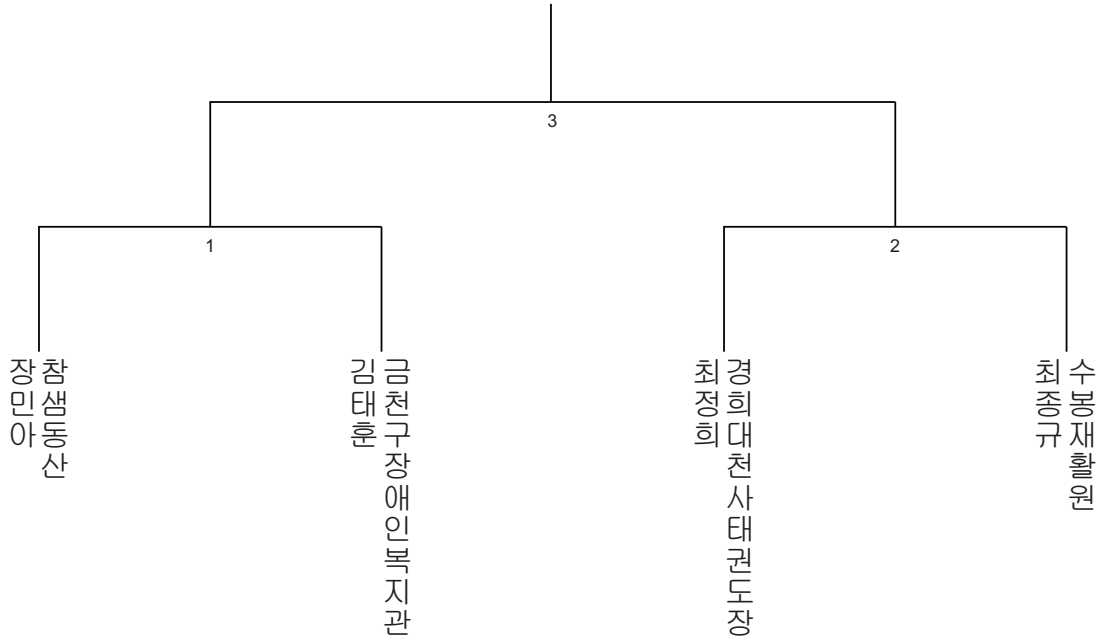 3
1
2
참샘동산
장민아
금천구장애인복지관
김태훈
경희대천사태권도장
최정희
수봉재활원
최종규